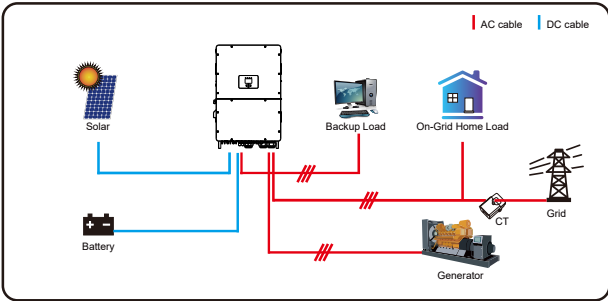 AC cable
DC cable
Solar
Backup Load
On-Grid Home Load
Battery
CT
Grid
Generator